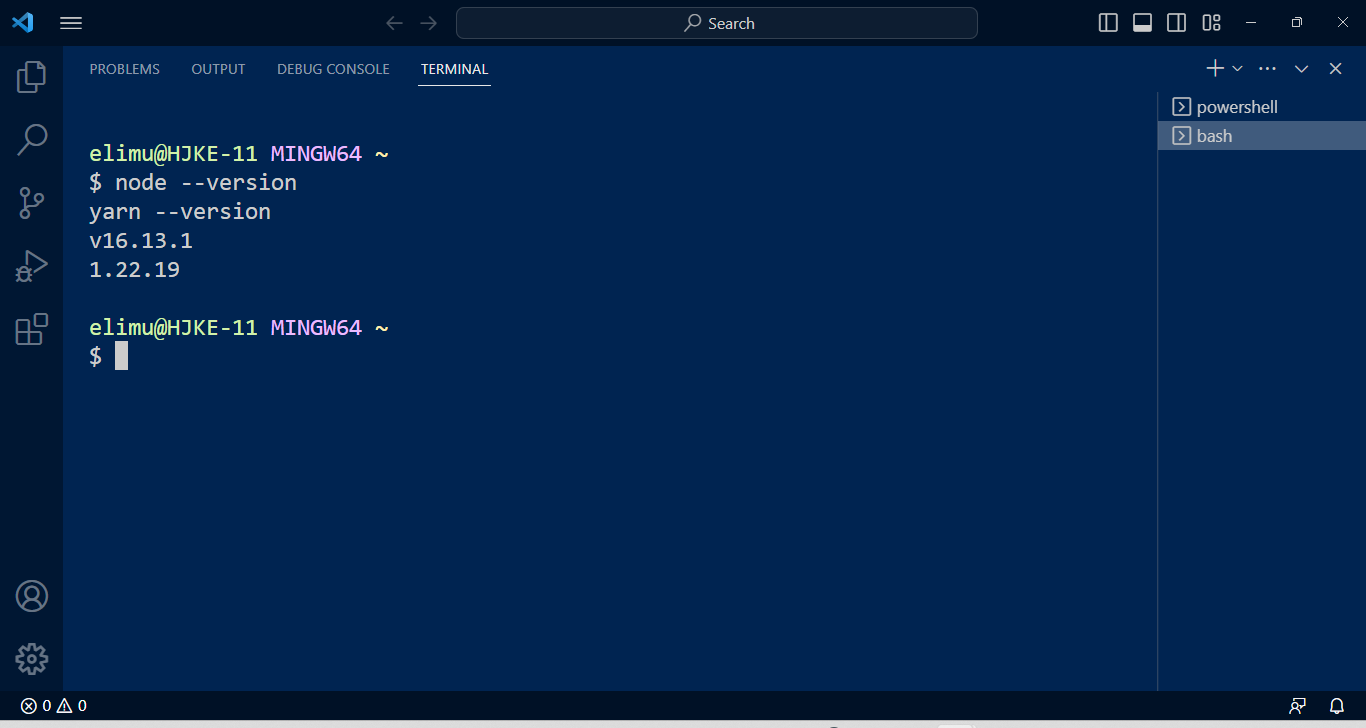 Search
PROBLEMS OUTPUT DEBUG CONSOLE TERMINAL
powershell
bash
elimu@HJKE-11 MINGW64 ~
$ node --version
yarn --version
v16.13.1
1.22.19
elimu@HJKE-11 MINGW64 ~
$
0 0